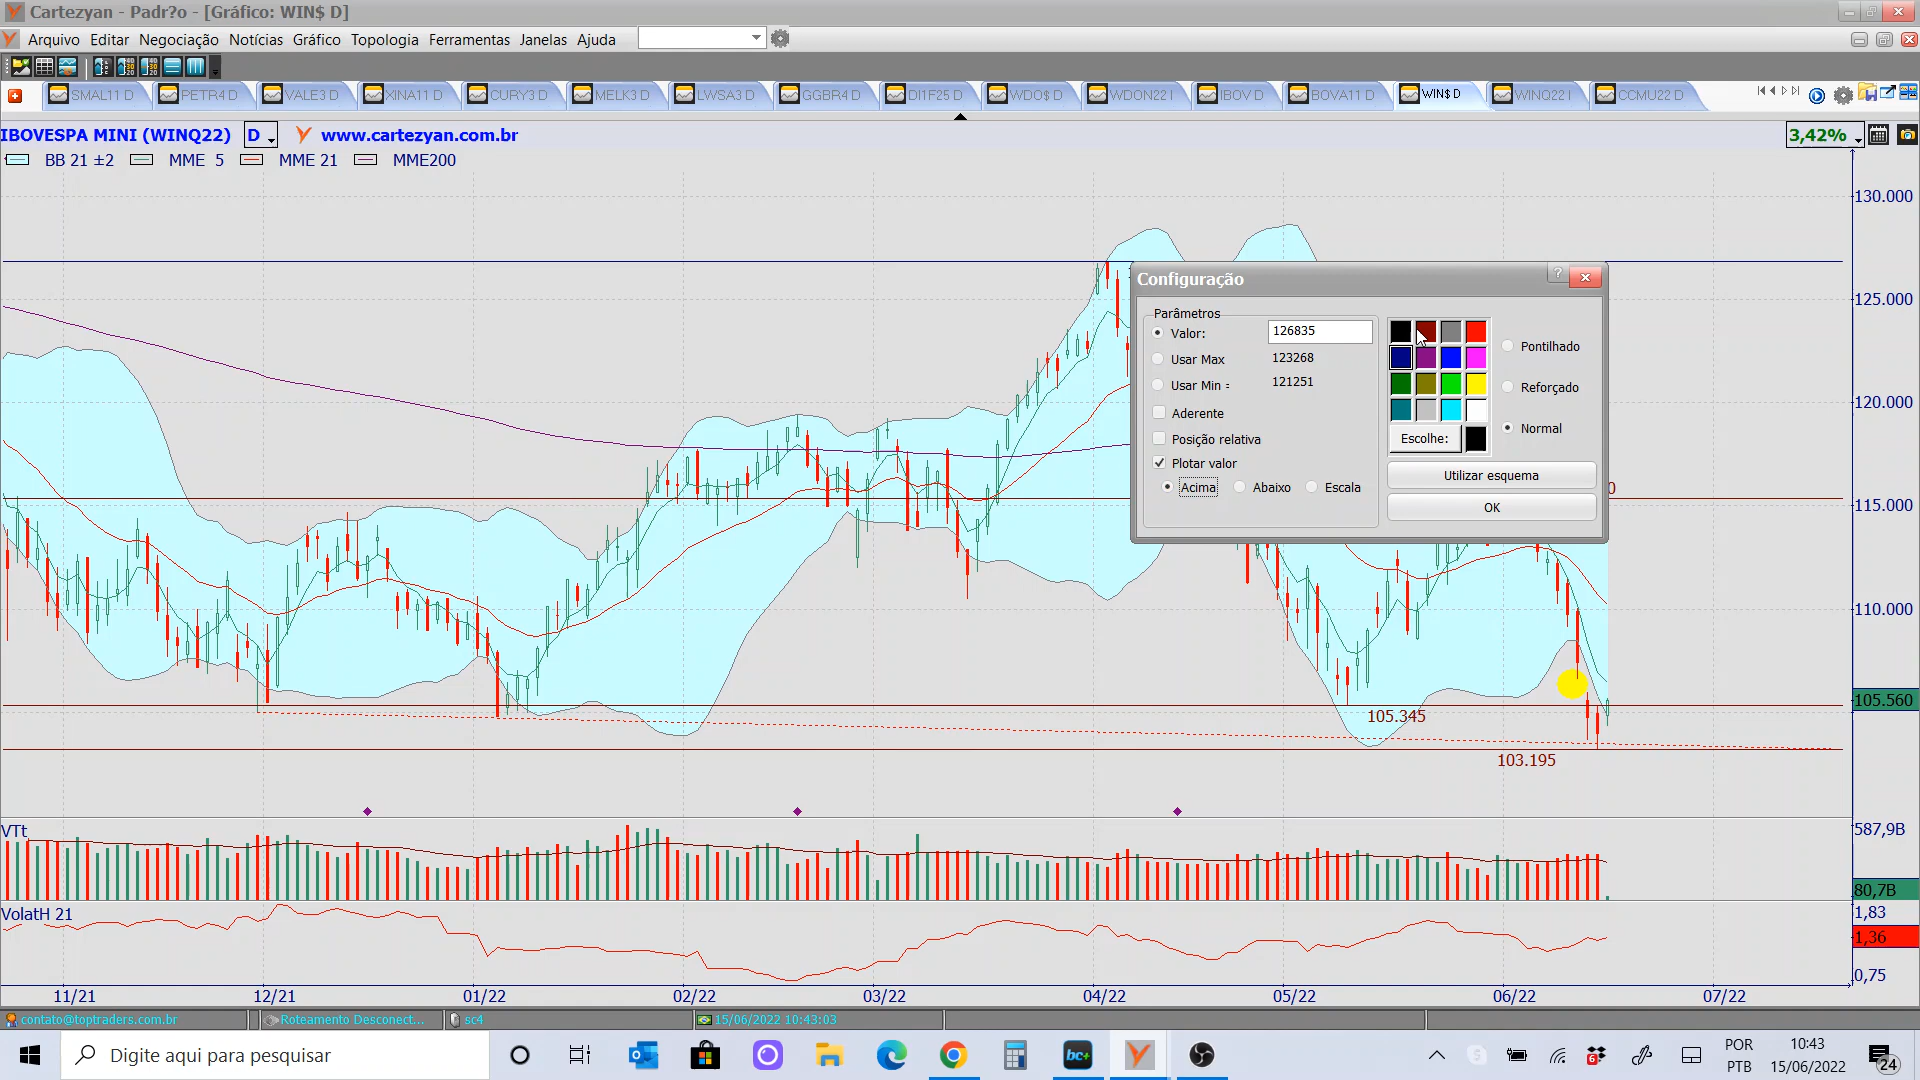 Cartezyan - Padr?o - [Gráfico: WIN$ D]
Arquivo Editar Negociação Notícias Gráfico Topologia Ferramentas Janelas Ajuda
SMAL11 D PETR4 D VALE3 D XINA11 D CURY3 D MELK3 D LWSA3 D GGBR4 D DI1F25 D WDO$ D WDON22 I IBOV D BOVA11 D WIN$ D WINQ22 I CCMU22 D
IBOVESPA MINI (WINQ22) D www.cartezyan.com.br 3,42%
BB 21 ±2 MME 5 MME 21 MME200
130.000
125.000
120.000
115.000
110.000
105.560
Configuração
Parâmetros
Valor: 126835
Usar Max 123268
Usar Min = 121251
Aderente
Posição relativa
Plotar valor
Acima Abaixo Escala
Pontilhado
Reforçado
Normal
Escolhe:
Utilizar esquema
OK
0
105.345
103.195
VTt
587,9B
80,7B
VolatH 21
1,83
1,36
0,75
11/21 12/21 01/22 02/22 03/22 04/22 05/22 06/22 07/22
contato@toptraders.com.br Roteamento Desconect... sc4 15/06/2022 10:43:03
Digite aqui para pesquisar
bc+
6
POR
PTB
10:43
15/06/2022
24